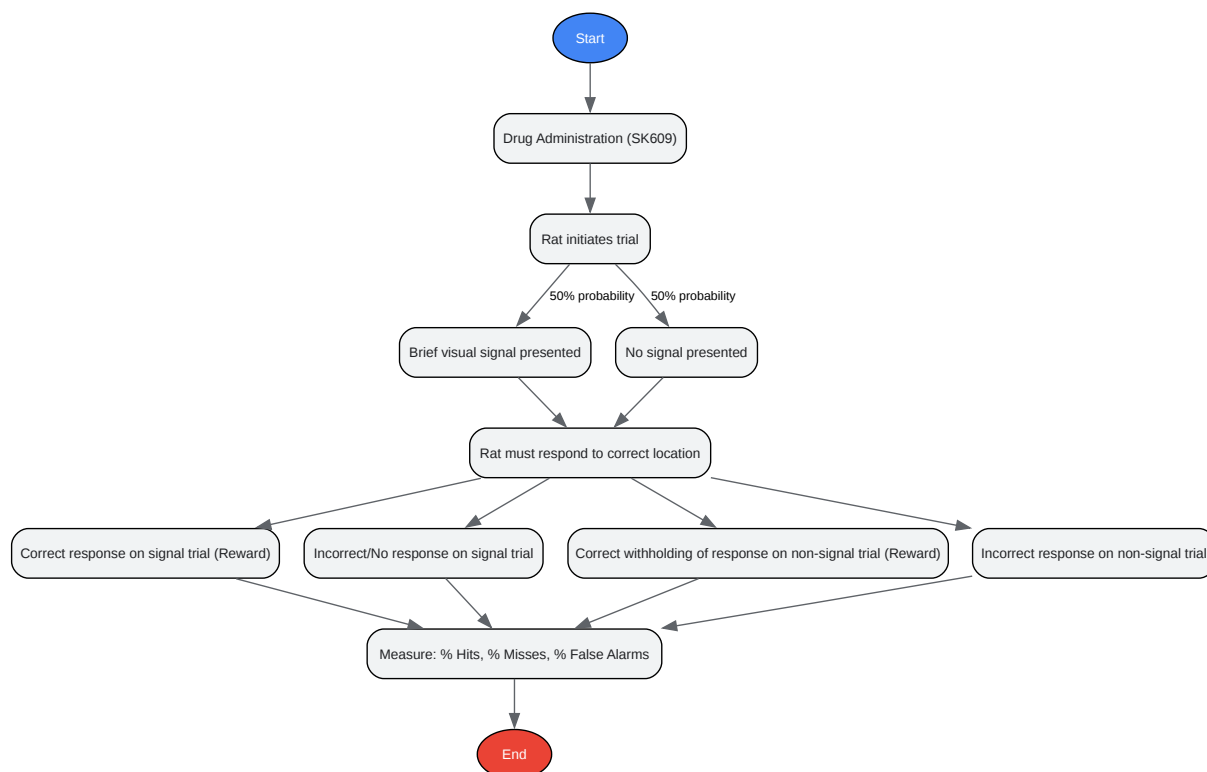 Start
Drug Administration (SK609)
Rat initiates trial
50% probability
50% probability
Brief visual signal presented
No signal presented
Rat must respond to correct location
Correct response on signal trial (Reward)
Incorrect/No response on signal trial
Correct withholding of response on non-signal trial (Reward)
Incorrect response on non-signal trial
Measure: % Hits, % Misses, % False Alarms
End